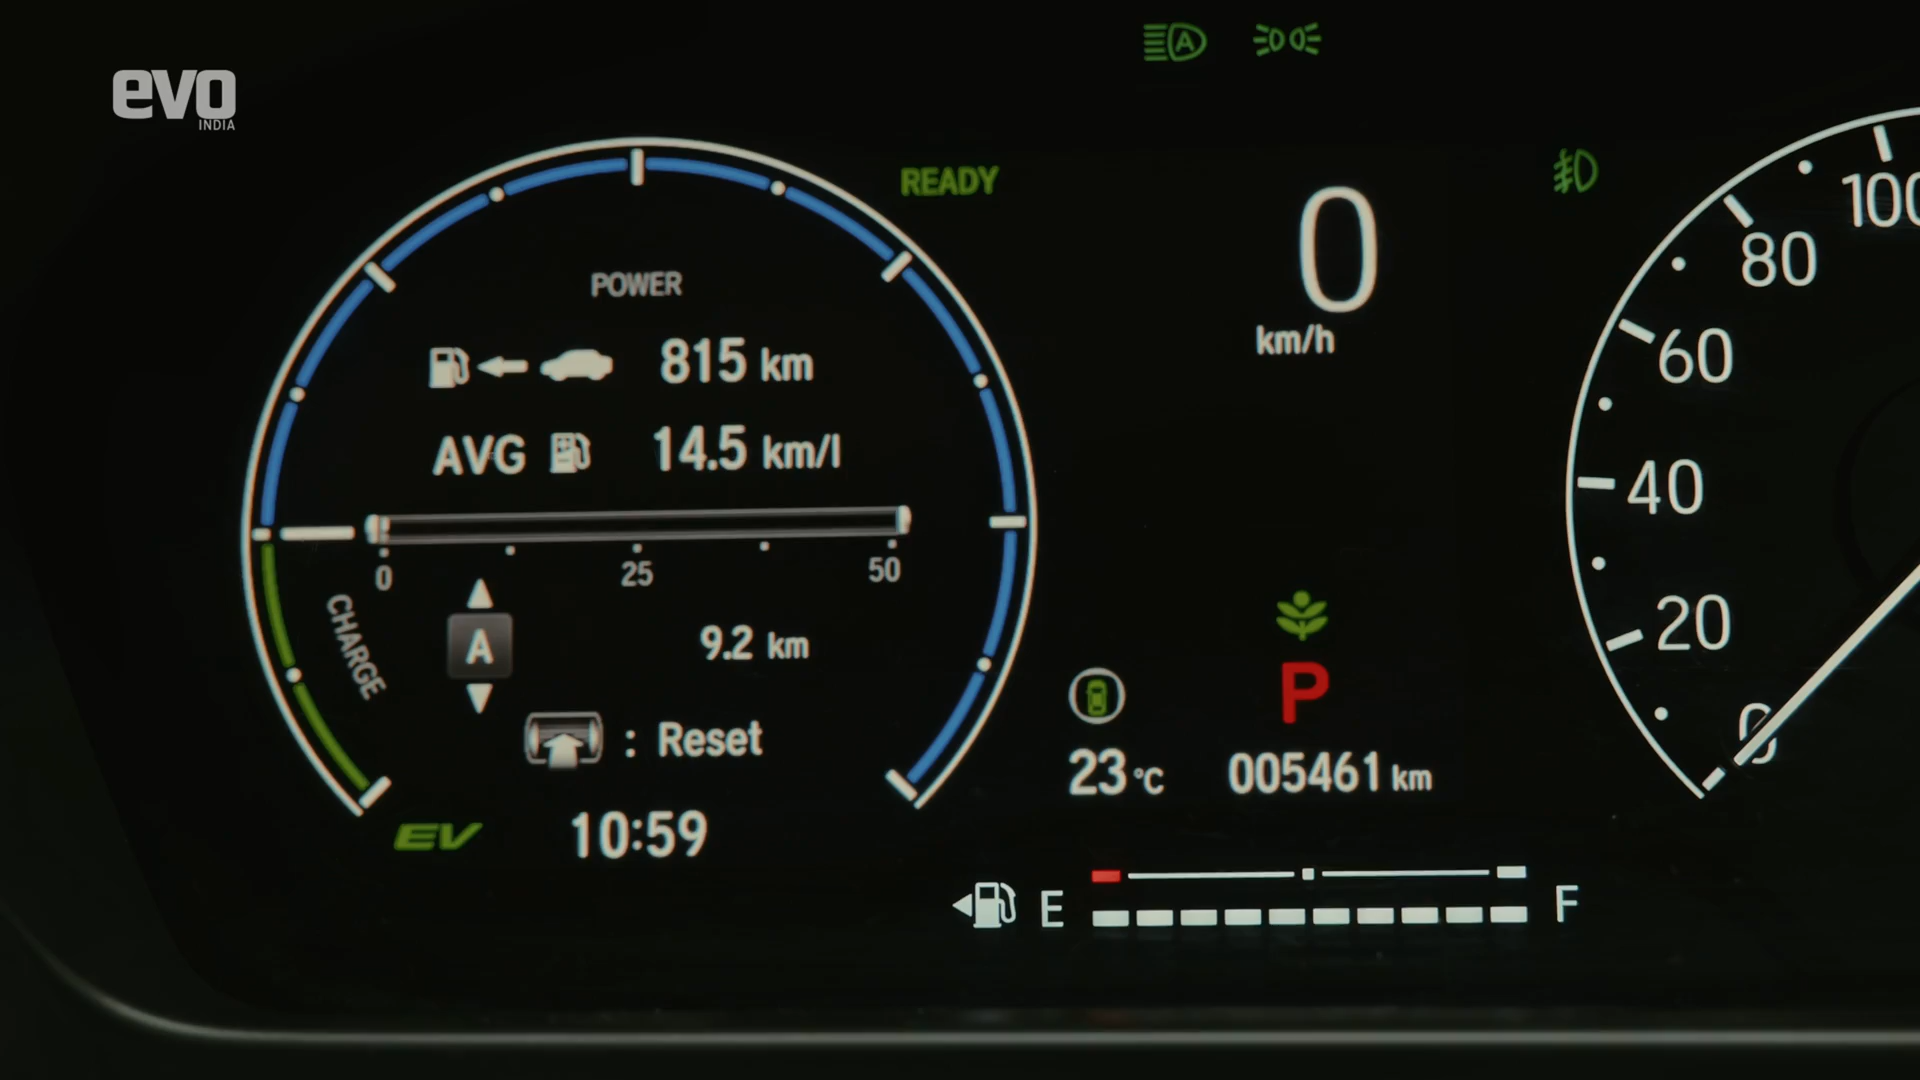 evo
INDIA
A
READY
0
km/h
POWER
815 km
AVG 14.5 km/l
0 25 50
CHARGE
A
9.2 km
: Reset
EV
10:59
P
23°C
005461 km
E
F
100
80
60
40
20
0